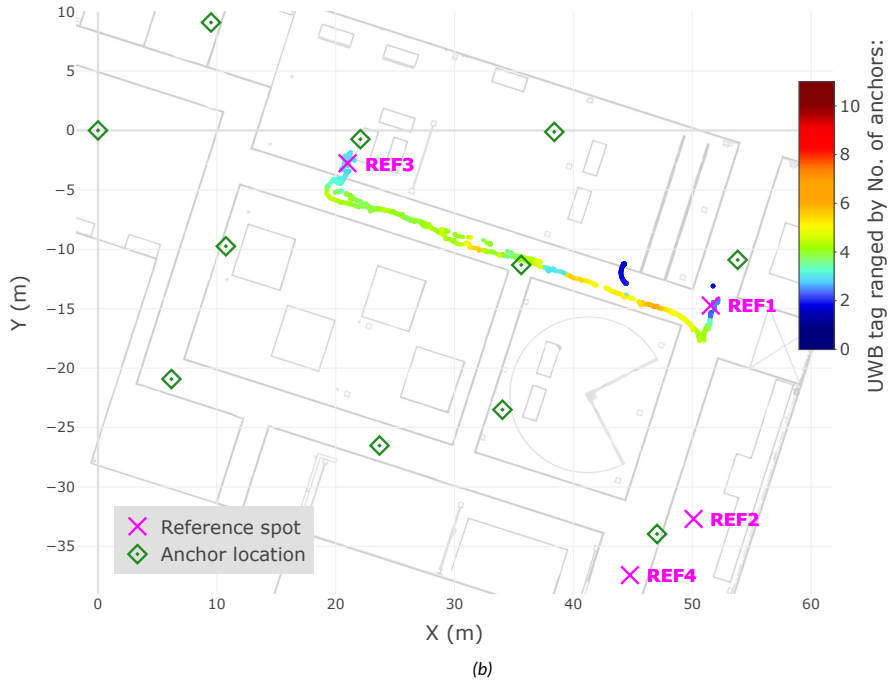 10
5
0
−5
−10
−15
−20
−25
−30
−35
Y (m)
0
10
20
30
40
50
60
X (m)
REF3
REF1
REF2
REF4
Reference spot
Anchor location
10
8
6
4
2
0
UWB tag ranged by No. of anchors:
(b)